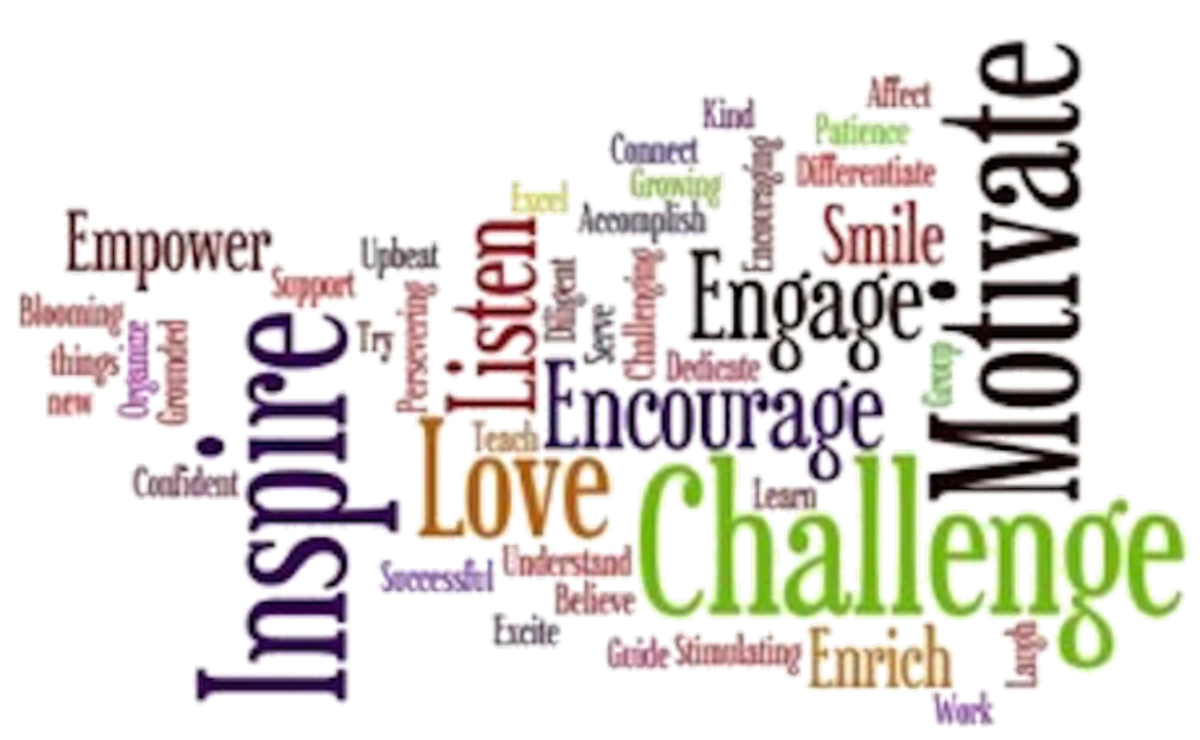 Affect
Kind
Patience
Connect
Differentiate
Growing
Encouraging
Excel
Accomplish
Motivate
Smile
Empower
Upbeat
Listen
Support
Engage
Diligent
Serve
Challenging
Blooming
Persevering
Try
things
Organize
Grounded
Dedicate
Group
new
Inspire
Encourage
Teach
Love
Confident
Learn
Challenge
Successful
Understand
Believe
Excite
Guide
Stimulating
Enrich
Laugh
Work